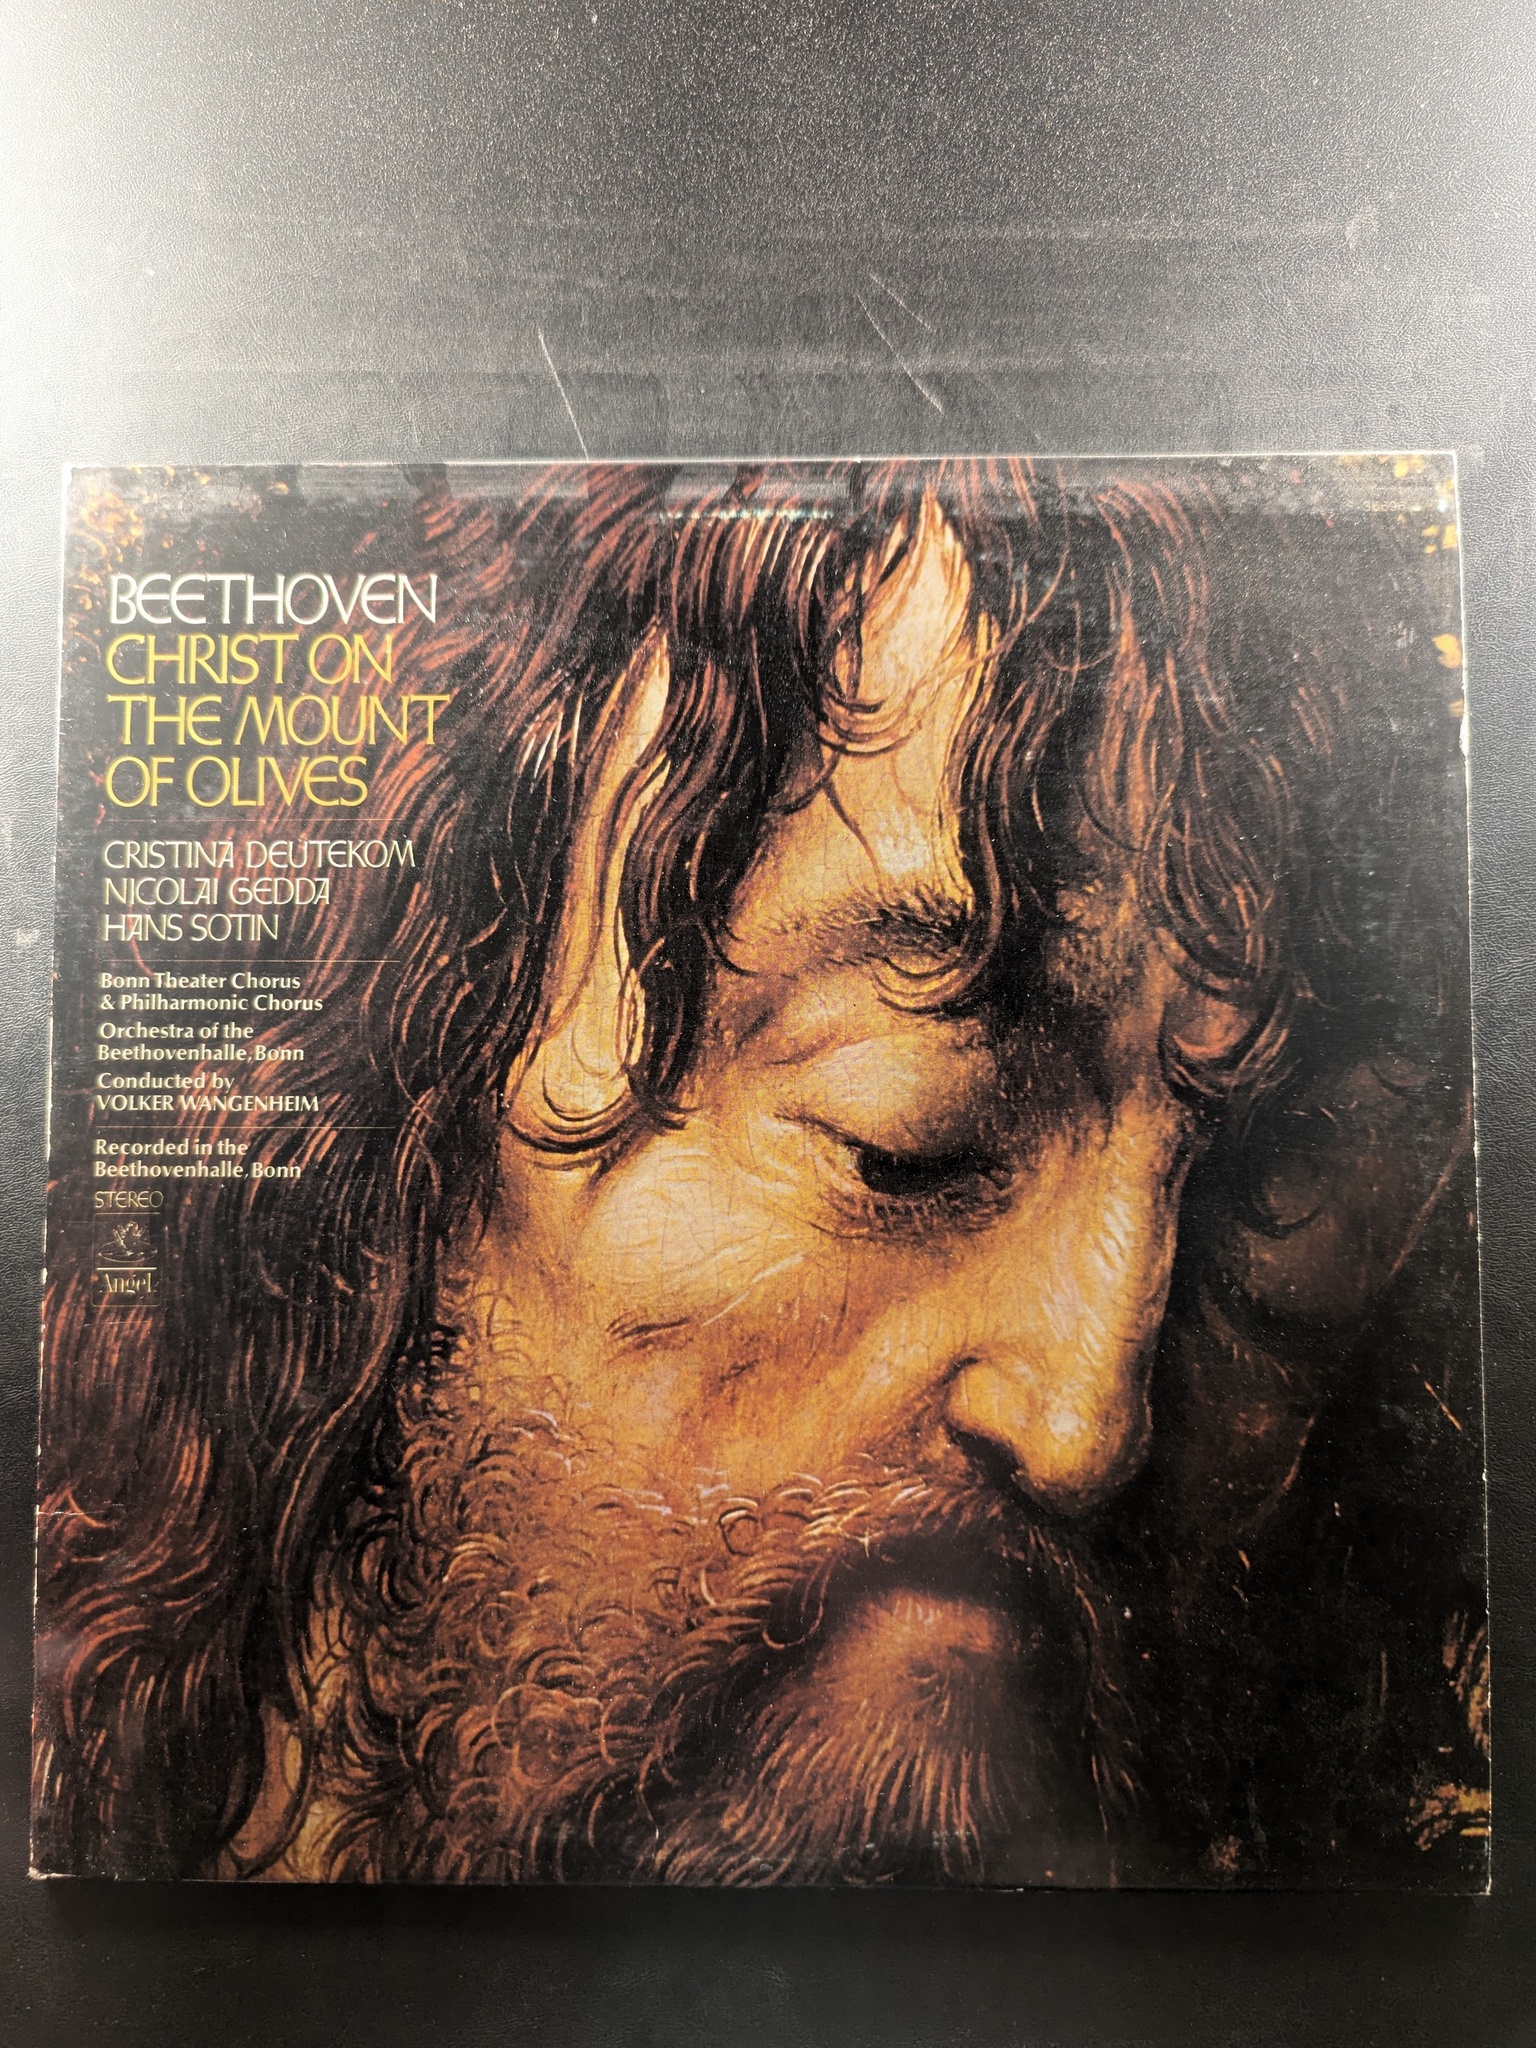 BEETHOVEN
CHRIST ON
THE MOUNT
OF OLIVES
CRISTINA DEUTEKOM
NICOLAI GEDDA
HANS SOTIN
Bonn Theater Chorus
& Philharmonic Chorus
Orchestra of the
Beethovenhalle, Bonn
Conducted by
VOLKER WANGENHEIM
Recorded in the
Beethovenhalle, Bonn
STEREO
Angel